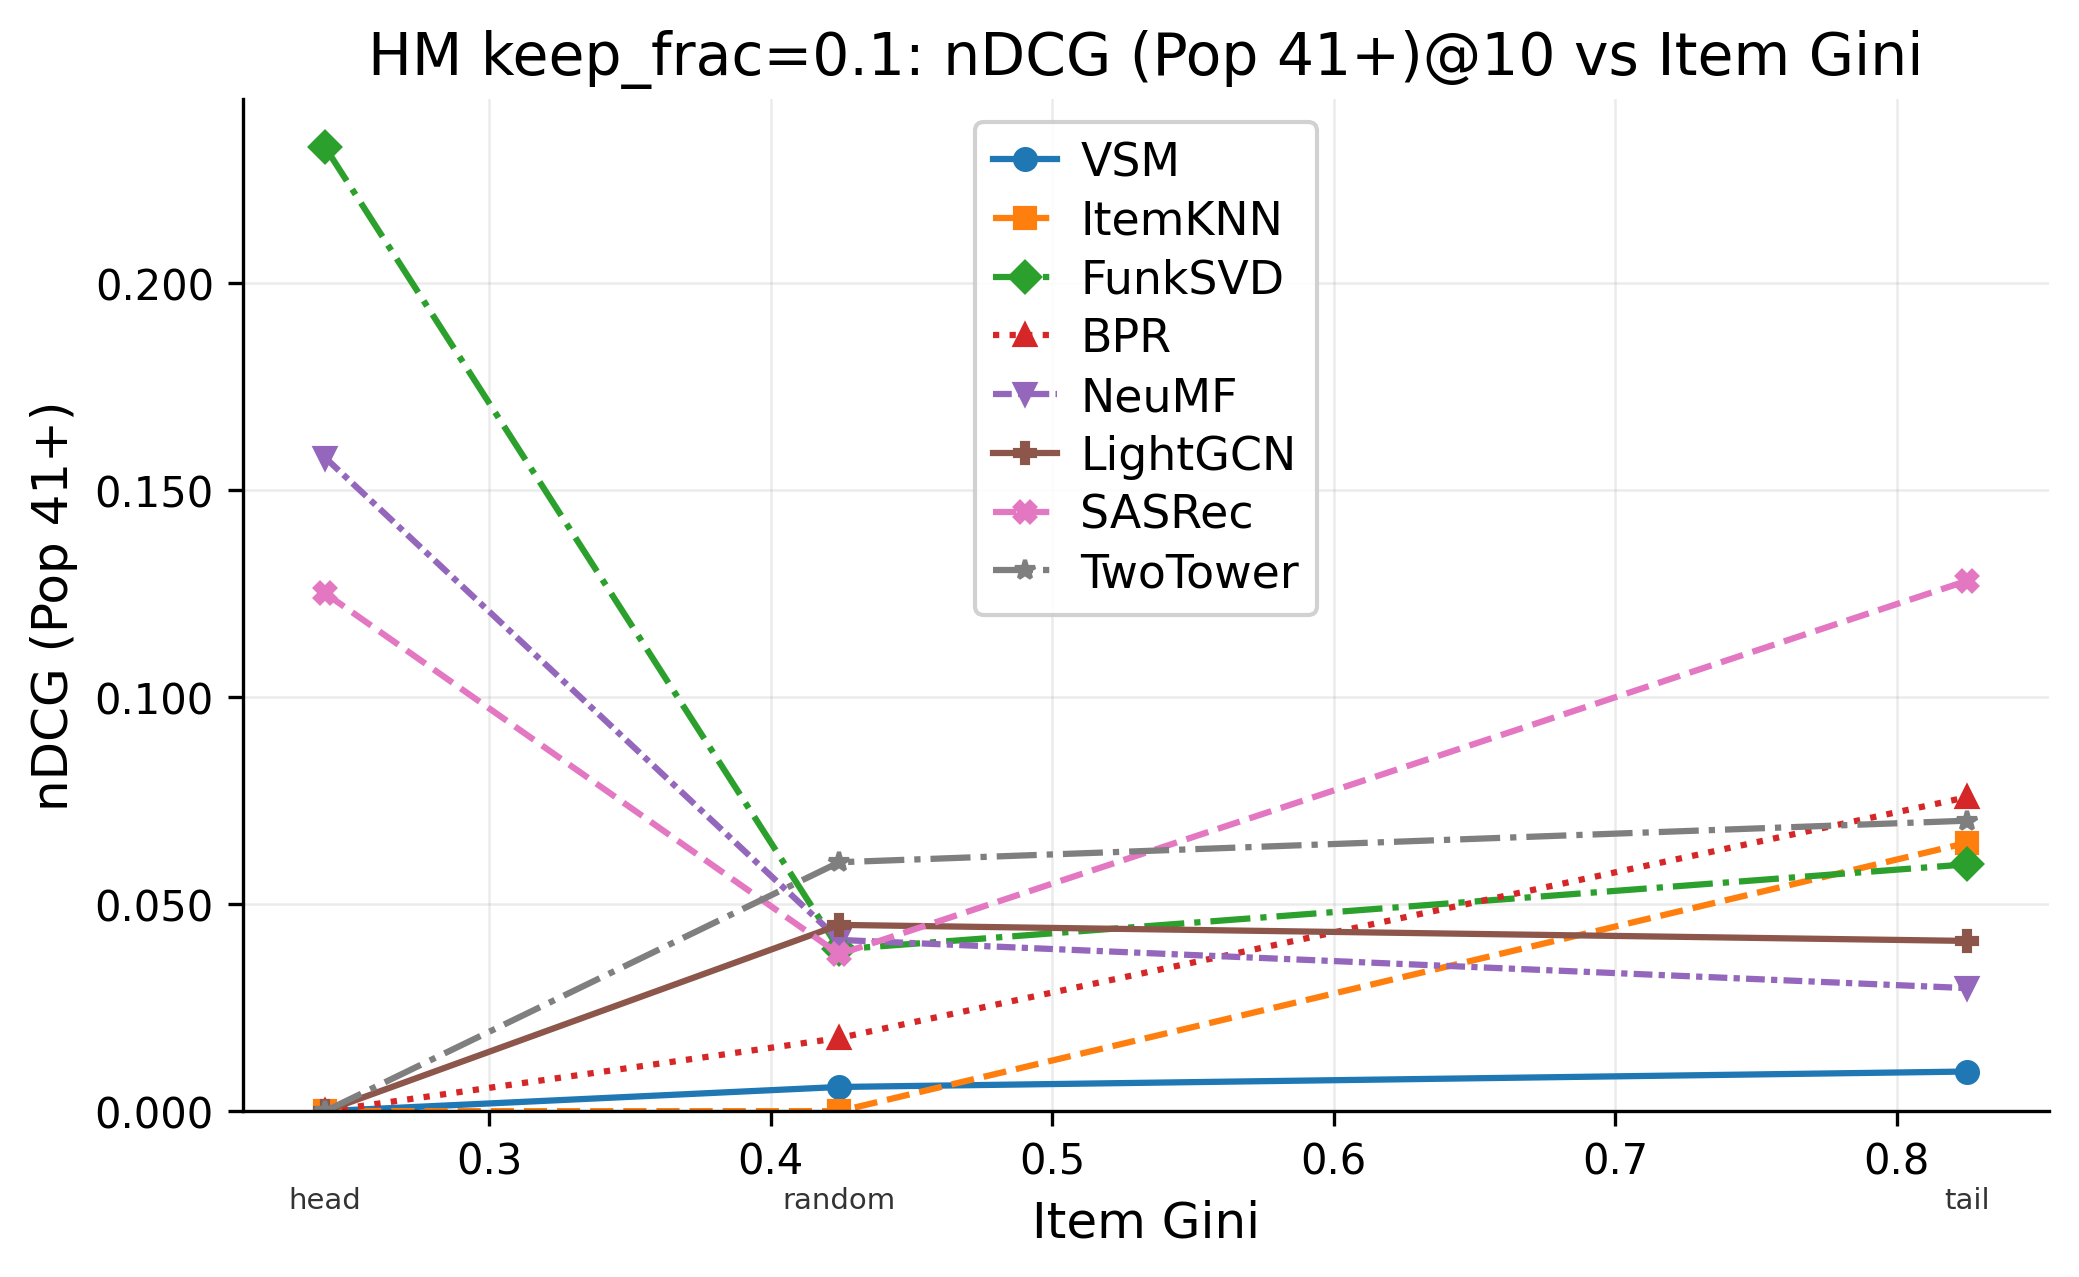 HM keep_frac=0.1: nDCG (Pop 41+)@10 vs Item Gini
VSM
ItemKNN
FunkSVD
BPR
NeuMF
LightGCN
SASRec
TwoTower
nDCG (Pop 41+)
0.200
0.150
0.100
0.050
0.000
0.3 0.4 0.5 0.6 0.7 0.8
head random tail
Item Gini